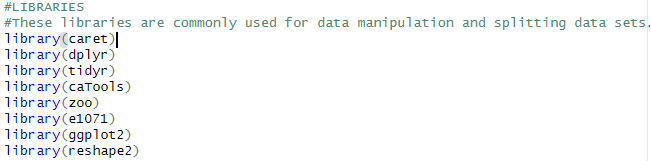 #LIBRARIES
#These libraries are commonly used for data manipulation and splitting data sets.
library(caret)
library(dplyr)
library(tidyr)
library(caTools)
library(zoo)
library(e1071)
library(ggplot2)
library(reshape2)